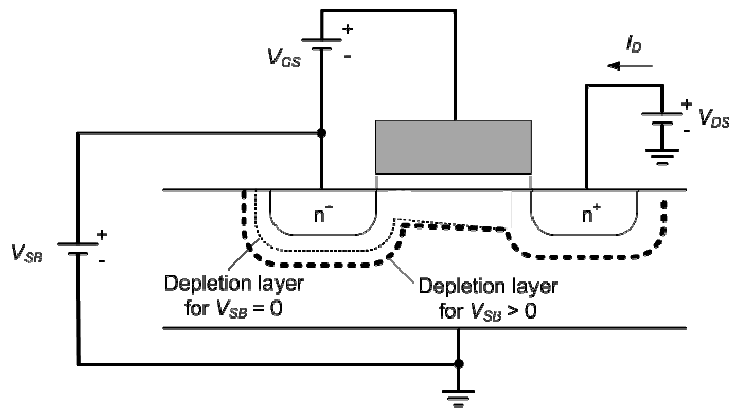 +
V_GS
-
I_D
+
V_DS
-
n⁻
n⁺
+
V_SB
-
Depletion layer
for V_SB = 0
Depletion layer
for V_SB > 0